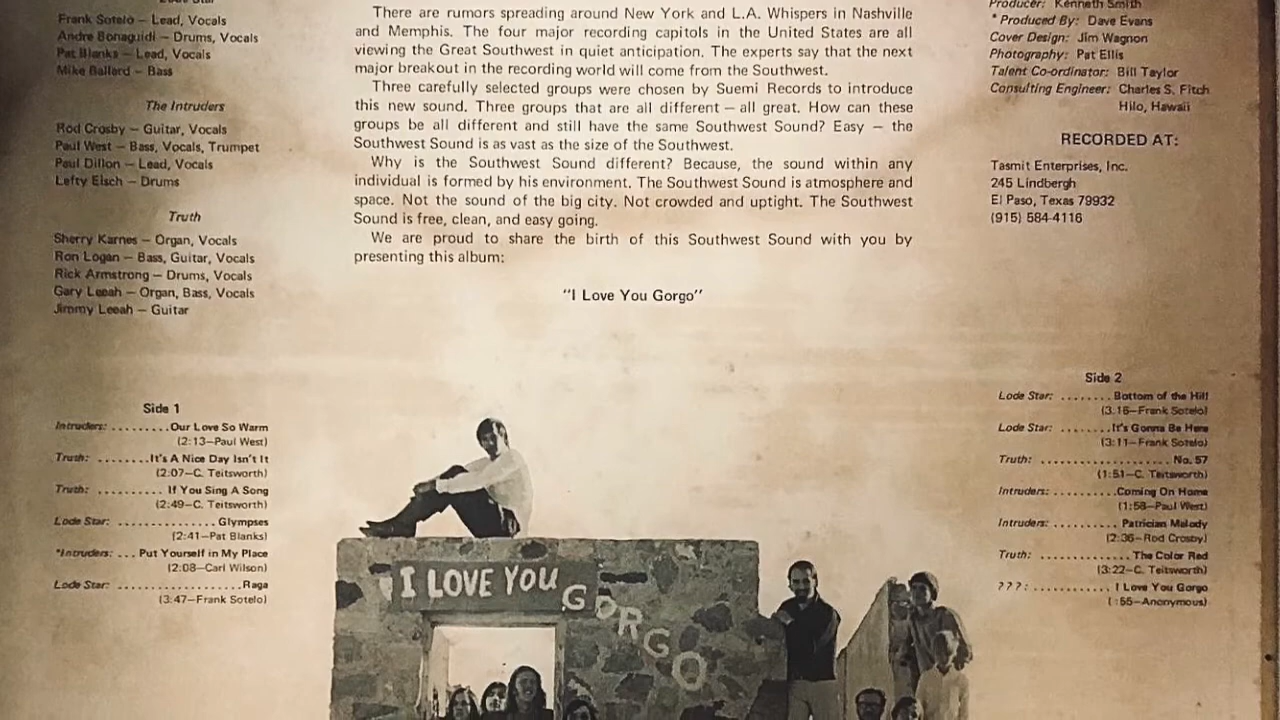 Lode Star
Frank Sotelo — Lead, Vocals
Andre Bonaguidi — Drums, Vocals
Pat Blanks — Lead, Vocals
Mike Ballard — Bass
The Intruders
Rod Crosby — Guitar, Vocals
Paul West — Bass, Vocals, Trumpet
Paul Dillon — Lead, Vocals
Lefty Eisch — Drums
Truth
Sherry Karnes — Organ, Vocals
Ron Logan — Bass, Guitar, Vocals
Rick Armstrong — Drums, Vocals
Gary Leeah — Organ, Bass, Vocals
Jimmy Leeah — Guitar
There are rumors spreading around New York and L.A. Whispers in Nashville
and Memphis. The four major recording capitols in the United States are all
viewing the Great Southwest in quiet anticipation. The experts say that the next
major breakout in the recording world will come from the Southwest.
Three carefully selected groups were chosen by Suemi Records to introduce
this new sound. Three groups that are all different — all great. How can these
groups be all different and still have the same Southwest Sound? Easy — the
Southwest Sound is as vast as the size of the Southwest.
Why is the Southwest Sound different? Because, the sound within any
individual is formed by his environment. The Southwest Sound is atmosphere and
space. Not the sound of the big city. Not crowded and uptight. The Southwest
Sound is free, clean, and easy going.
We are proud to share the birth of this Southwest Sound with you by
presenting this album:
"I Love You Gorgo"
Producer: Kenneth Smith
*Produced By: Dave Evans
Cover Design: Jim Wagnon
Photography: Pat Ellis
Talent Co-ordinator: Bill Taylor
Consulting Engineer: Charles S. Fitch
Hilo, Hawaii
RECORDED AT:
Tasmit Enterprises, Inc.
245 Lindbergh
El Paso, Texas 79932
(915) 584-4116
Side 1
Intruders: .........Our Love So Warm
(2:13—Paul West)
Truth: ........It's A Nice Day Isn't It
(2:07—C. Teitsworth)
Truth: .......... If You Sing A Song
(2:49—C. Teitsworth)
Lode Star: ...............Glympses
(2:41—Pat Blanks)
*Intruders: ... Put Yourself in My Place
(2:08—Carl Wilson)
Lode Star: ...................Raga
(3:47—Frank Sotelo)
Side 2
Lode Star: ........Bottom of the Hill
(3:16—Frank Sotelo)
Lode Star: ........It's Gonna Be Here
(3:11—Frank Sotelo)
Truth: ....................No. 57
(1:51—C. Teitsworth)
Intruders: ..........Coming On Home
(1:58—Paul West)
Intruders: .......... Patrician Melody
(2:36—Rod Crosby)
Truth: ..............The Color Red
(3:22—C. Teitsworth)
???: ............ I Love You Gorgo
( :55—Anonymous)
I LOVE YOU
GORGO